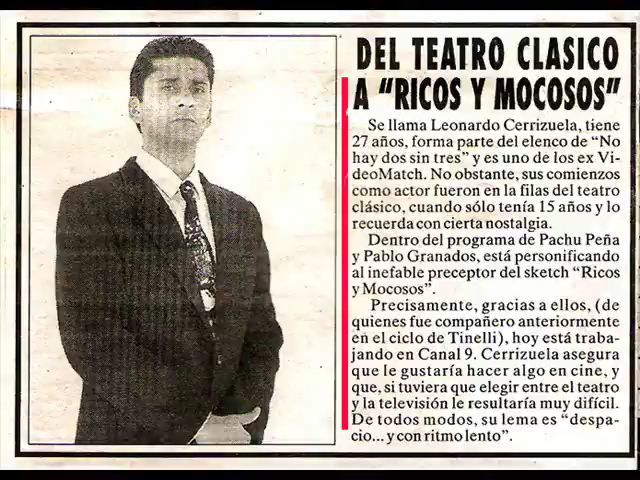 DEL TEATRO CLASICO
A “RICOS Y MOCOSOS”
Se llama Leonardo Cerrizuela, tiene
27 años, forma parte del elenco de “No
hay dos sin tres” y es uno de los ex Vi-
deoMatch. No obstante, sus comienzos
como actor fueron en la filas del teatro
clásico, cuando sólo tenía 15 años y lo
recuerda con cierta nostalgia.
Dentro del programa de Pachu Peña
y Pablo Granados, está personificando
al inefable preceptor del sketch “Ricos
y Mocosos”.
Precisamente, gracias a ellos, (de
quienes fue compañero anteriormente
en el ciclo de Tinelli), hoy está traba-
jando en Canal 9. Cerrizuela asegura
que le gustaría hacer algo en cine, y
que, si tuviera que elegir entre el teatro
y la televisión le resultaría muy difícil.
De todos modos, su lema es “despa-
cio... y con ritmo lento”.